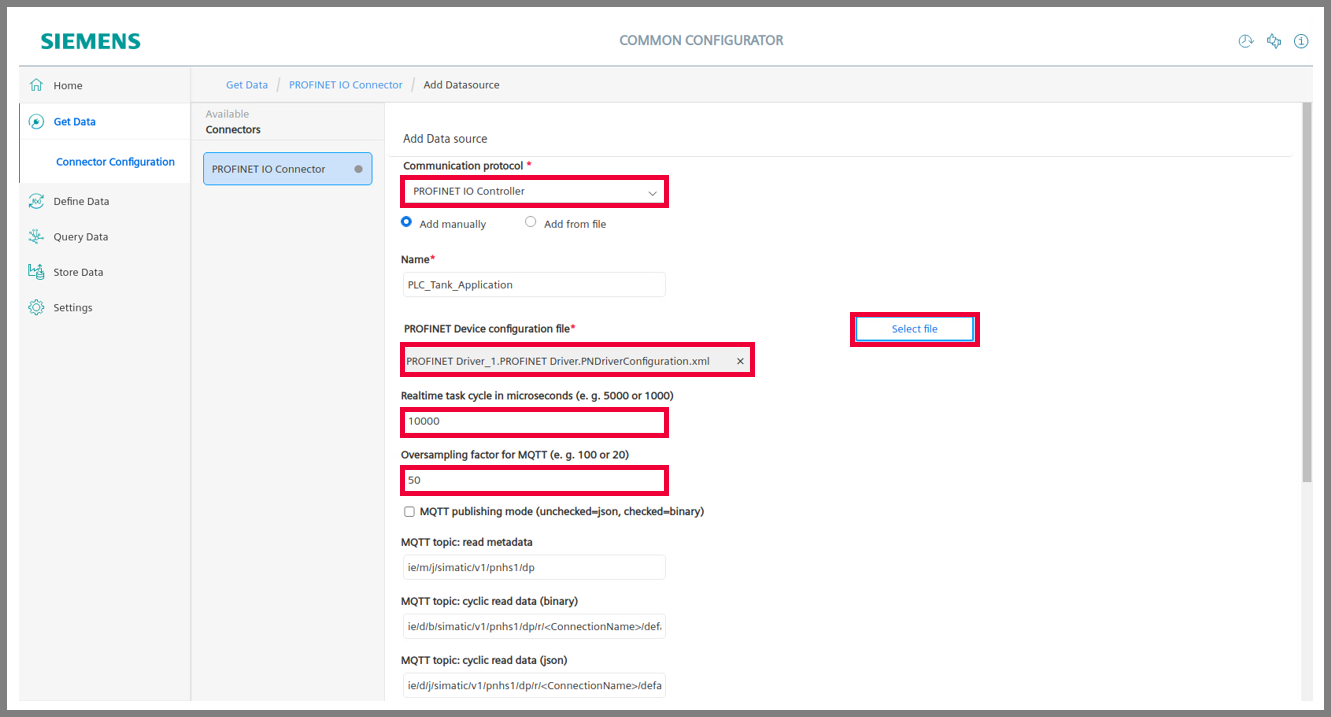 SIEMENS
COMMON CONFIGURATOR
Home
Get Data
Connector Configuration
Define Data
Query Data
Store Data
Settings
Get Data / PROFINET IO Connector / Add Datasource
Available
Connectors
PROFINET IO Connector
Add Data source
Communication protocol *
PROFINET IO Controller
Add manually Add from file
Name*
PLC_Tank_Application
PROFINET Device configuration file*
Select file
PROFINET Driver_1.PROFINET Driver.PNDriverConfiguration.xml ×
Realtime task cycle in microseconds (e. g. 5000 or 1000)
10000
Oversampling factor for MQTT (e. g. 100 or 20)
50
MQTT publishing mode (unchecked=json, checked=binary)
MQTT topic: read metadata
ie/m/j/simatic/v1/pnhs1/dp
MQTT topic: cyclic read data (binary)
ie/d/b/simatic/v1/pnhs1/dp/r/<ConnectionName>/defa
MQTT topic: cyclic read data (json)
ie/d/j/simatic/v1/pnhs1/dp/r/<ConnectionName>/defa